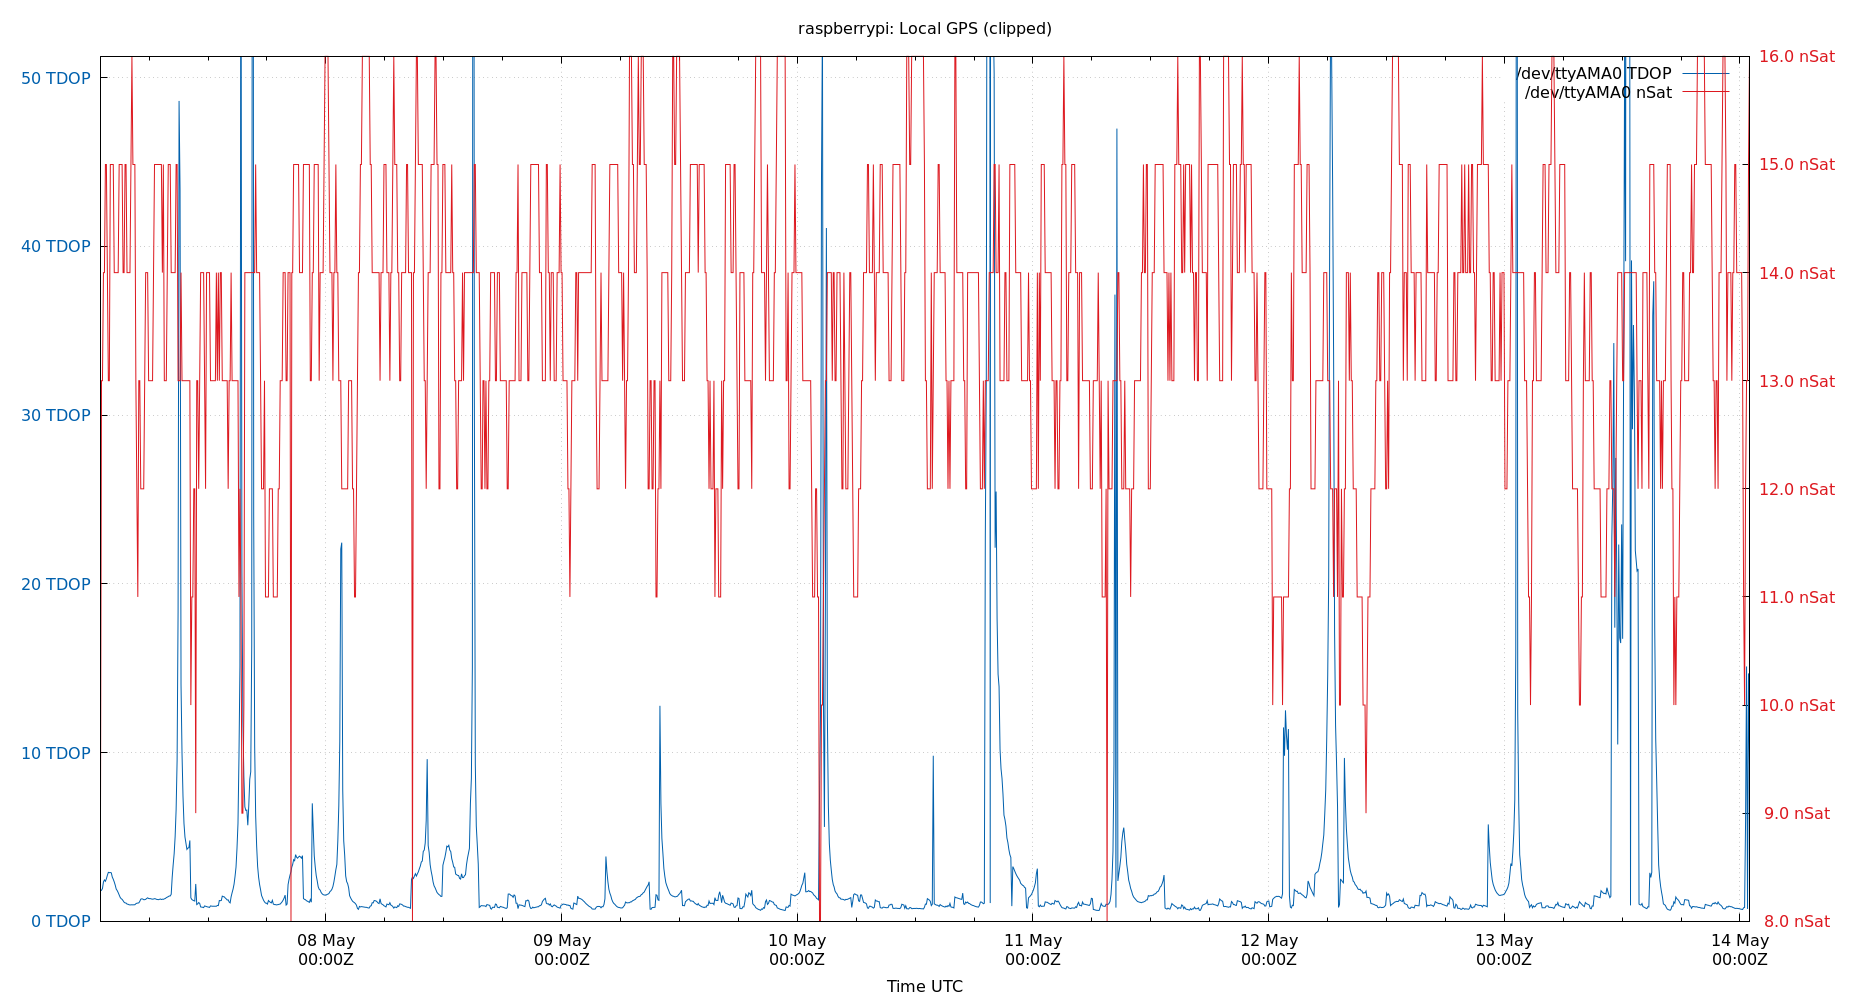 raspberrypi: Local GPS (clipped)
50 TDOP
40 TDOP
30 TDOP
20 TDOP
10 TDOP
0 TDOP
16.0 nSat
15.0 nSat
14.0 nSat
13.0 nSat
12.0 nSat
11.0 nSat
10.0 nSat
9.0 nSat
8.0 nSat
/dev/ttyAMA0 TDOP
/dev/ttyAMA0 nSat
08 May
00:00Z
09 May
00:00Z
10 May
00:00Z
11 May
00:00Z
12 May
00:00Z
13 May
00:00Z
14 May
00:00Z
Time UTC